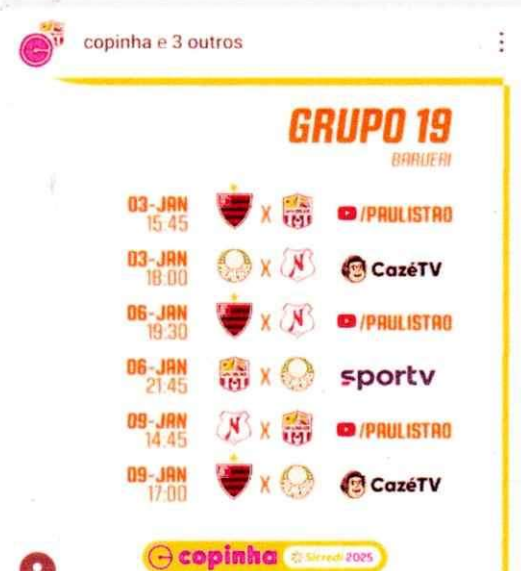 copinha e 3 outros
GRUPO 19
BARUERI
03-JAN
15:45
X
/PAULISTAO
03-JAN
18:00
X
N
CazéTV
06-JAN
19:30
X
N
/PAULISTAO
06-JAN
21:45
X
sportv
09-JAN
14:45
N
X
/PAULISTAO
09-JAN
17:00
X
CazéTV
copinha Sicredi 2025